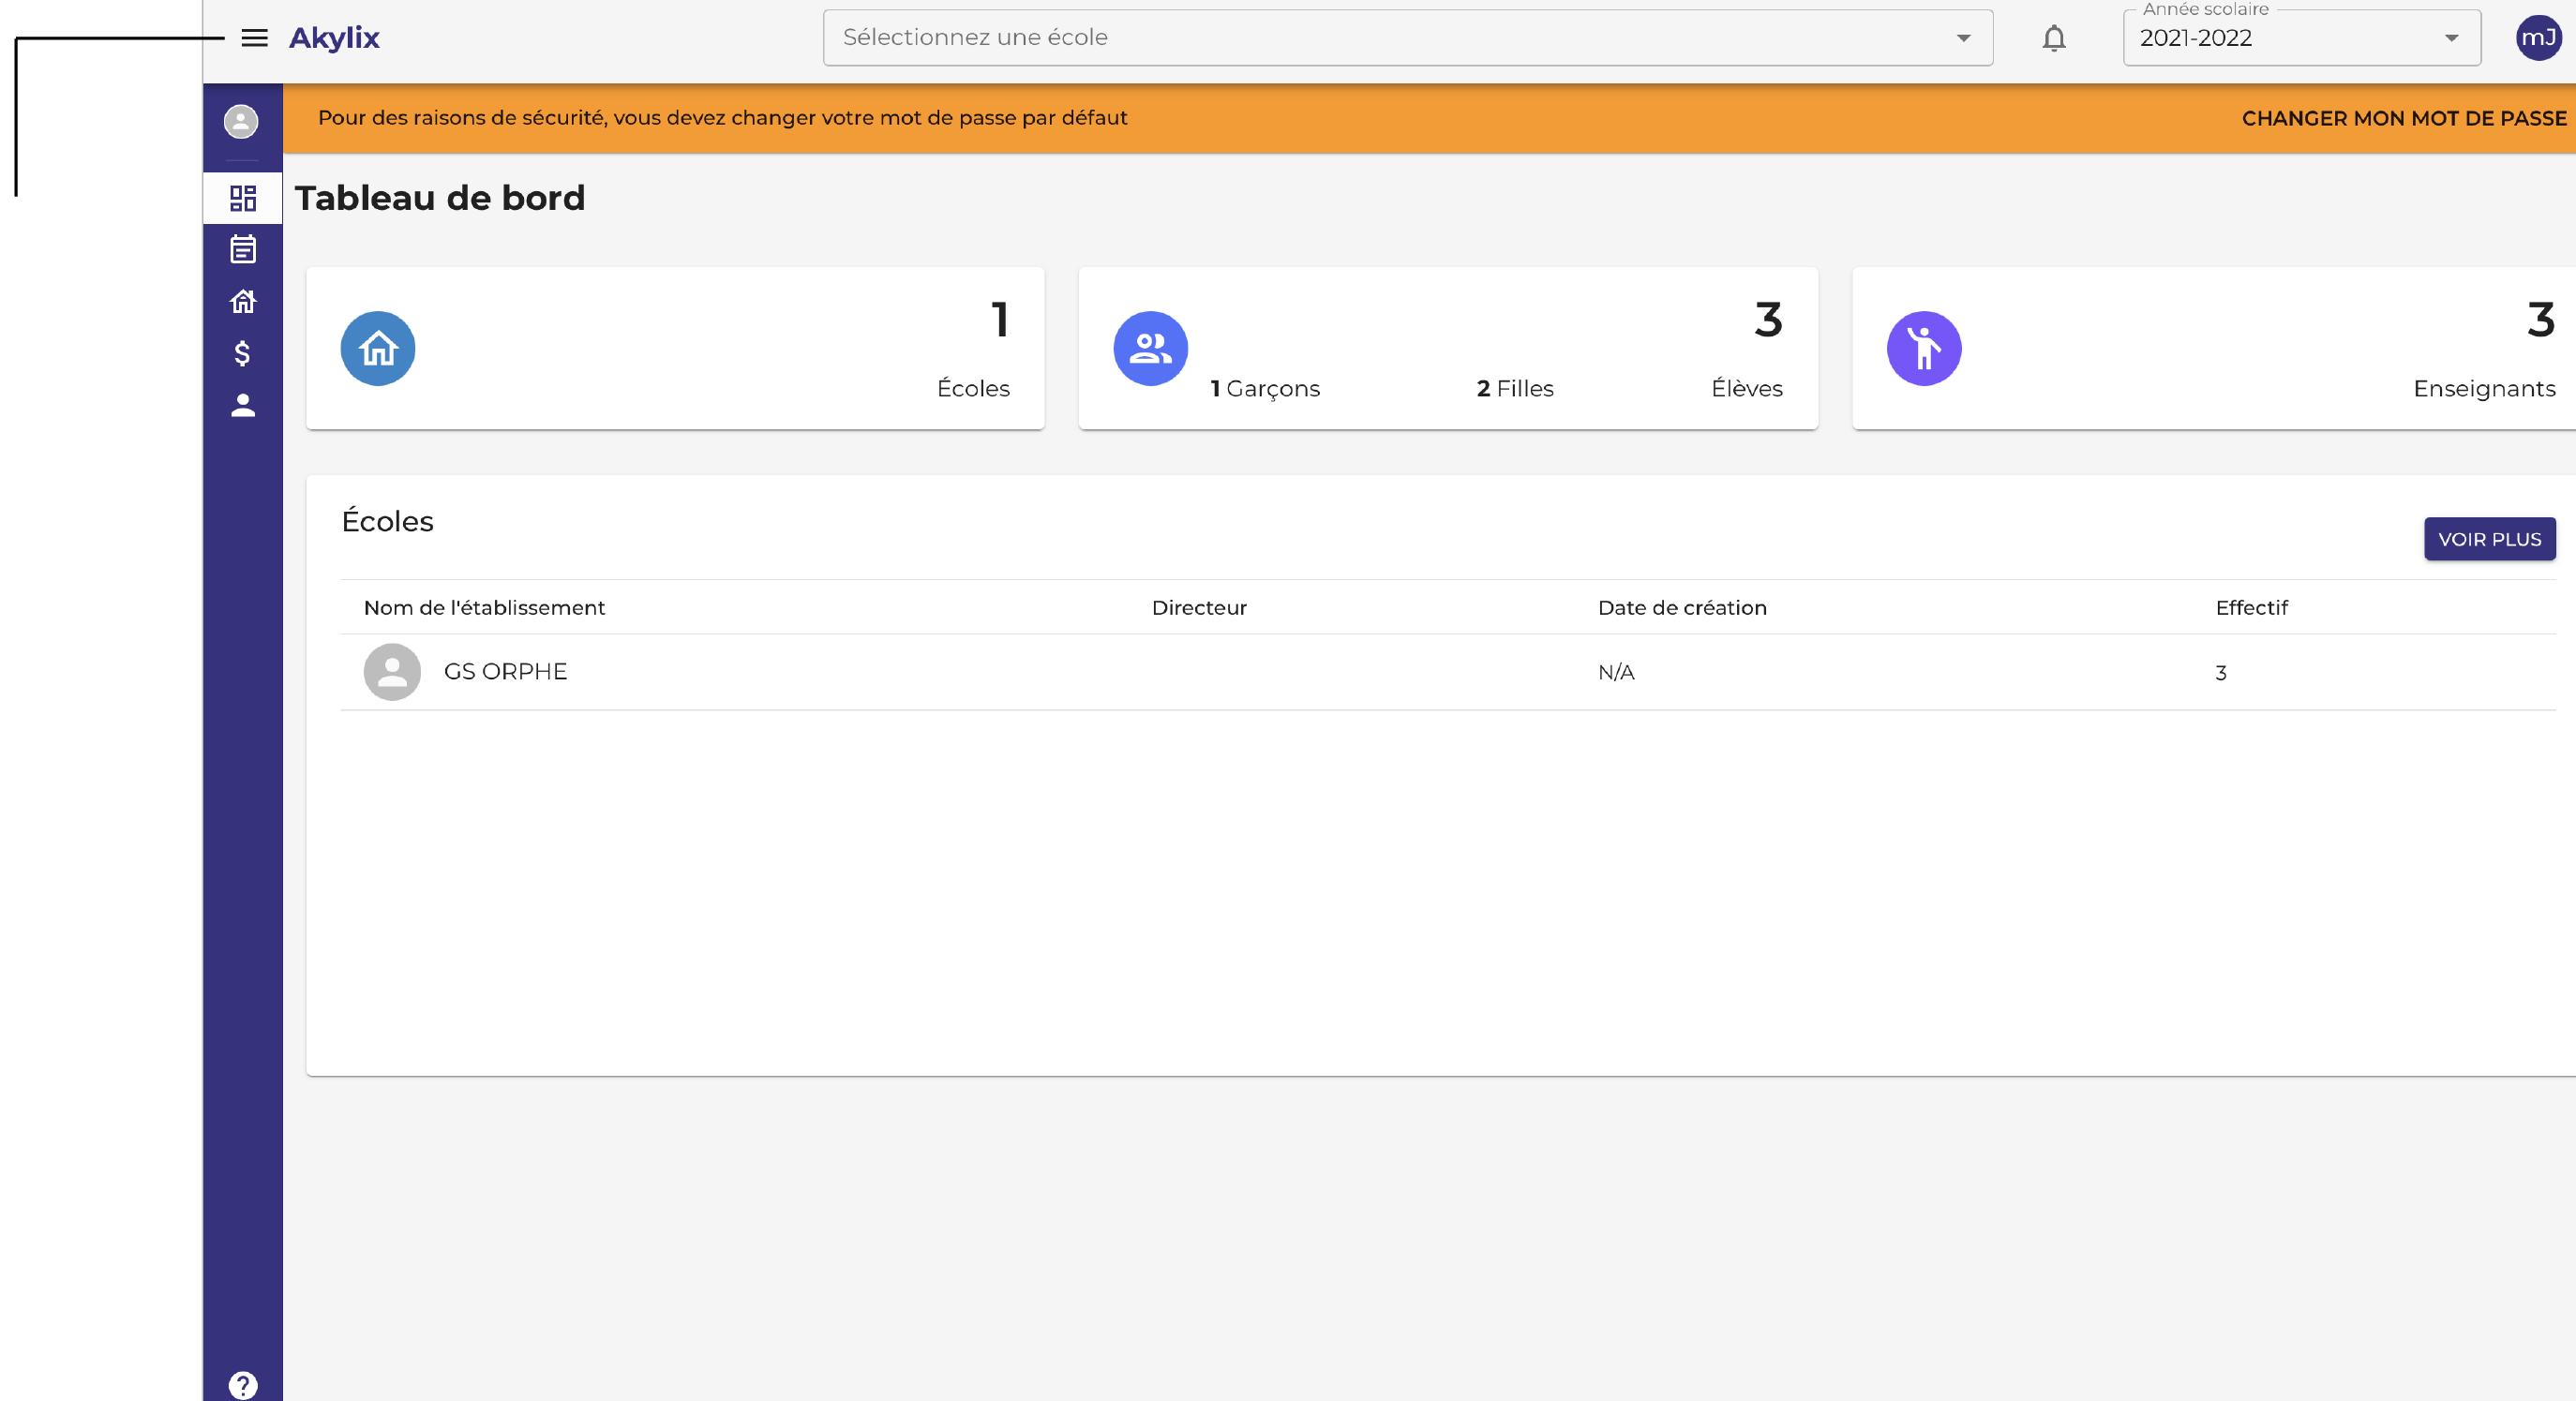 Akylix
Sélectionnez une école
Année scolaire
2021-2022
mJ
Pour des raisons de sécurité, vous devez changer votre mot de passe par défaut
CHANGER MON MOT DE PASSE
Tableau de bord
1
Écoles
3
1 Garçons
2 Filles
Élèves
3
Enseignants
Écoles
VOIR PLUS
Nom de l'établissement Directeur Date de création Effectif
GS ORPHE N/A 3